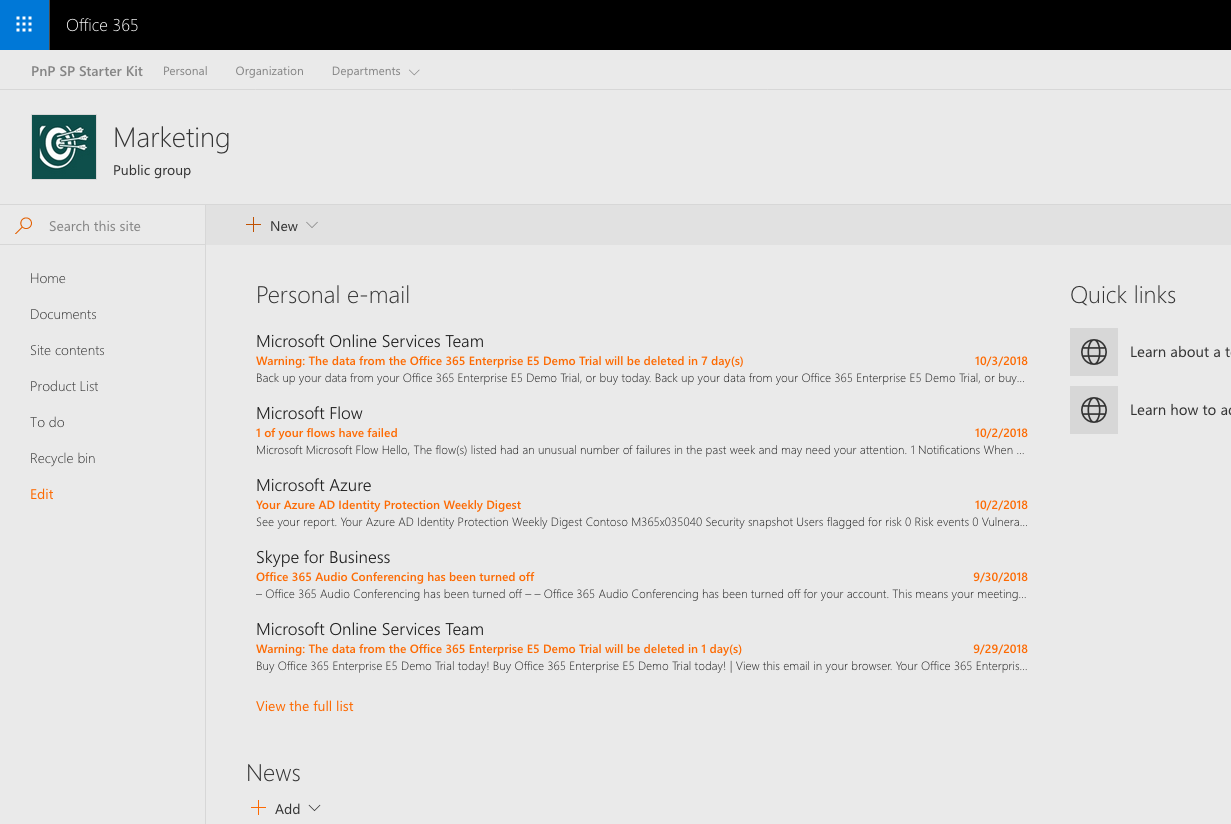 Office 365
PnP SP Starter Kit Personal Organization Departments
Marketing
Public group
Search this site
New
Home
Documents
Site contents
Product List
To do
Recycle bin
Edit
Personal e-mail
Microsoft Online Services Team
Warning: The data from the Office 365 Enterprise E5 Demo Trial will be deleted in 7 day(s) 10/3/2018
Back up your data from your Office 365 Enterprise E5 Demo Trial, or buy today. Back up your data from your Office 365 Enterprise E5 Demo Trial, or buy...
Microsoft Flow
1 of your flows have failed 10/2/2018
Microsoft Microsoft Flow Hello, The flow(s) listed had an unusual number of failures in the past week and may need your attention. 1 Notifications When ...
Microsoft Azure
Your Azure AD Identity Protection Weekly Digest 10/2/2018
See your report. Your Azure AD Identity Protection Weekly Digest Contoso M365x035040 Security snapshot Users flagged for risk 0 Risk events 0 Vulnera...
Skype for Business
Office 365 Audio Conferencing has been turned off 9/30/2018
– Office 365 Audio Conferencing has been turned off – – Office 365 Audio Conferencing has been turned off for your account. This means your meeting...
Microsoft Online Services Team
Warning: The data from the Office 365 Enterprise E5 Demo Trial will be deleted in 1 day(s) 9/29/2018
Buy Office 365 Enterprise E5 Demo Trial today! Buy Office 365 Enterprise E5 Demo Trial today! | View this email in your browser. Your Office 365 Enterpris...
View the full list
News
Add
Quick links
Learn about a
Learn how to